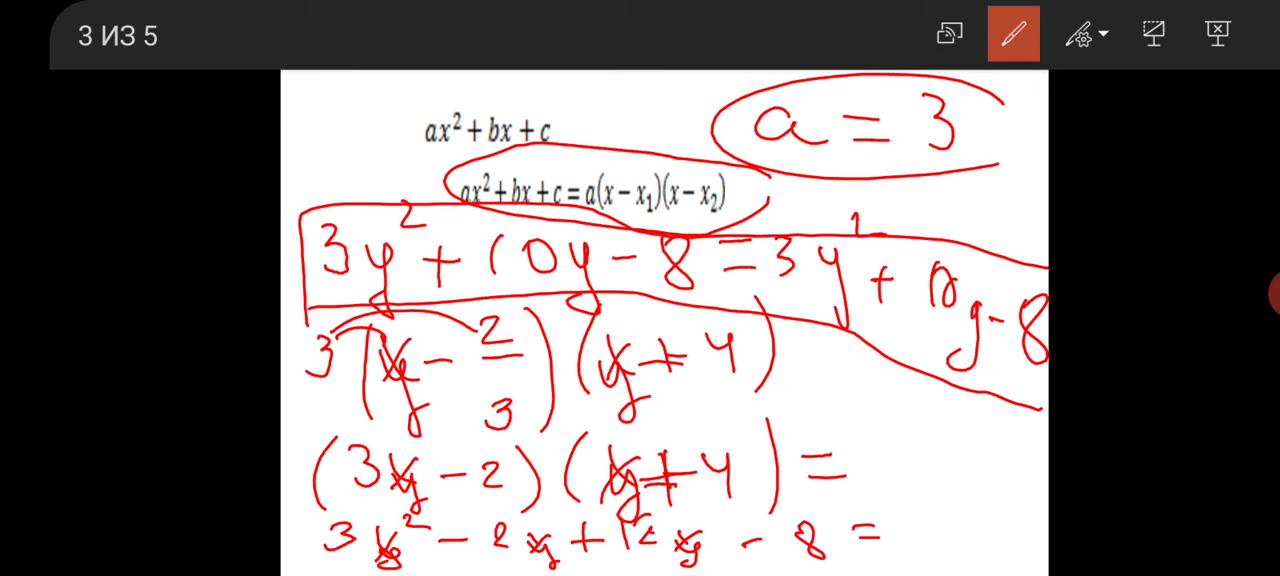 3 ИЗ 5
ax² + bx + c
a = 3
ax² + bx + c = a(x − x₁)(x − x₂)
3y² + 10y − 8 = 3y² + 10y − 8
3(y − 2/3)(y + 4)
(3y − 2)(y + 4) =
3y² − 2y + 12y − 8 =